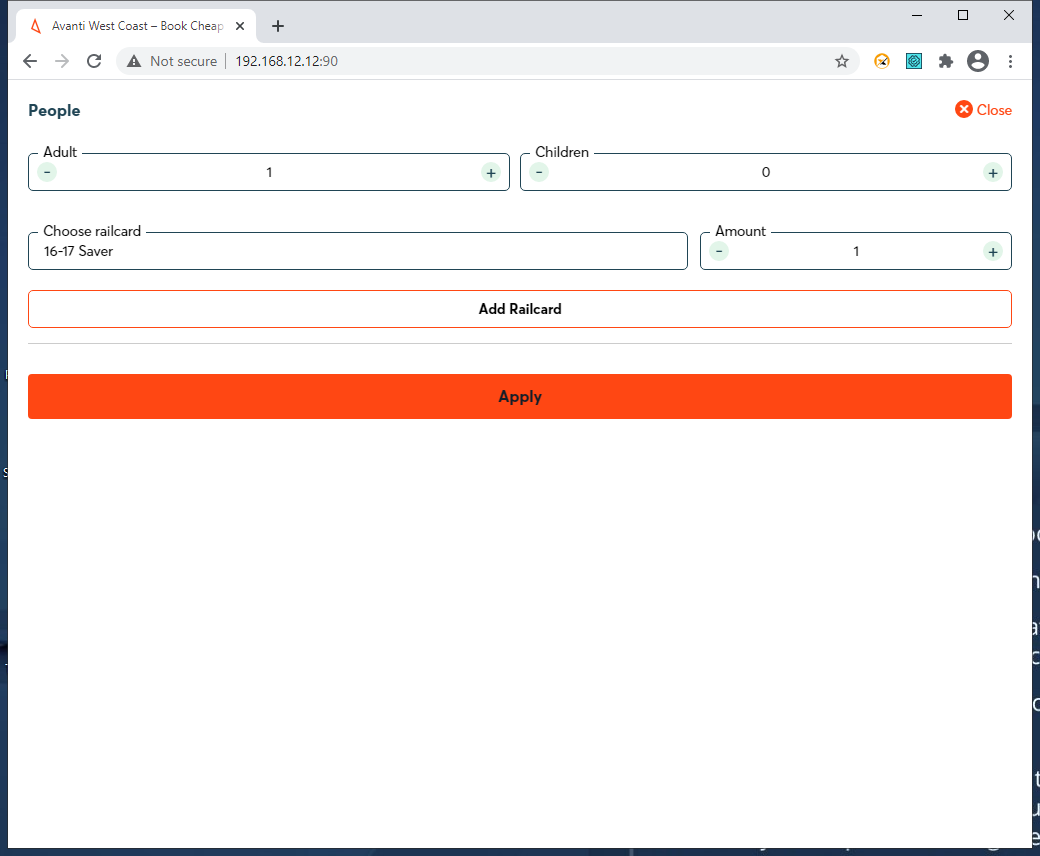 Avanti West Coast – Book Cheap
Not secure
192.168.12.12:90
People
Close
Adult
- 1 +
Children
- 0 +
Choose railcard
16-17 Saver
Amount
- 1 +
Add Railcard
Apply